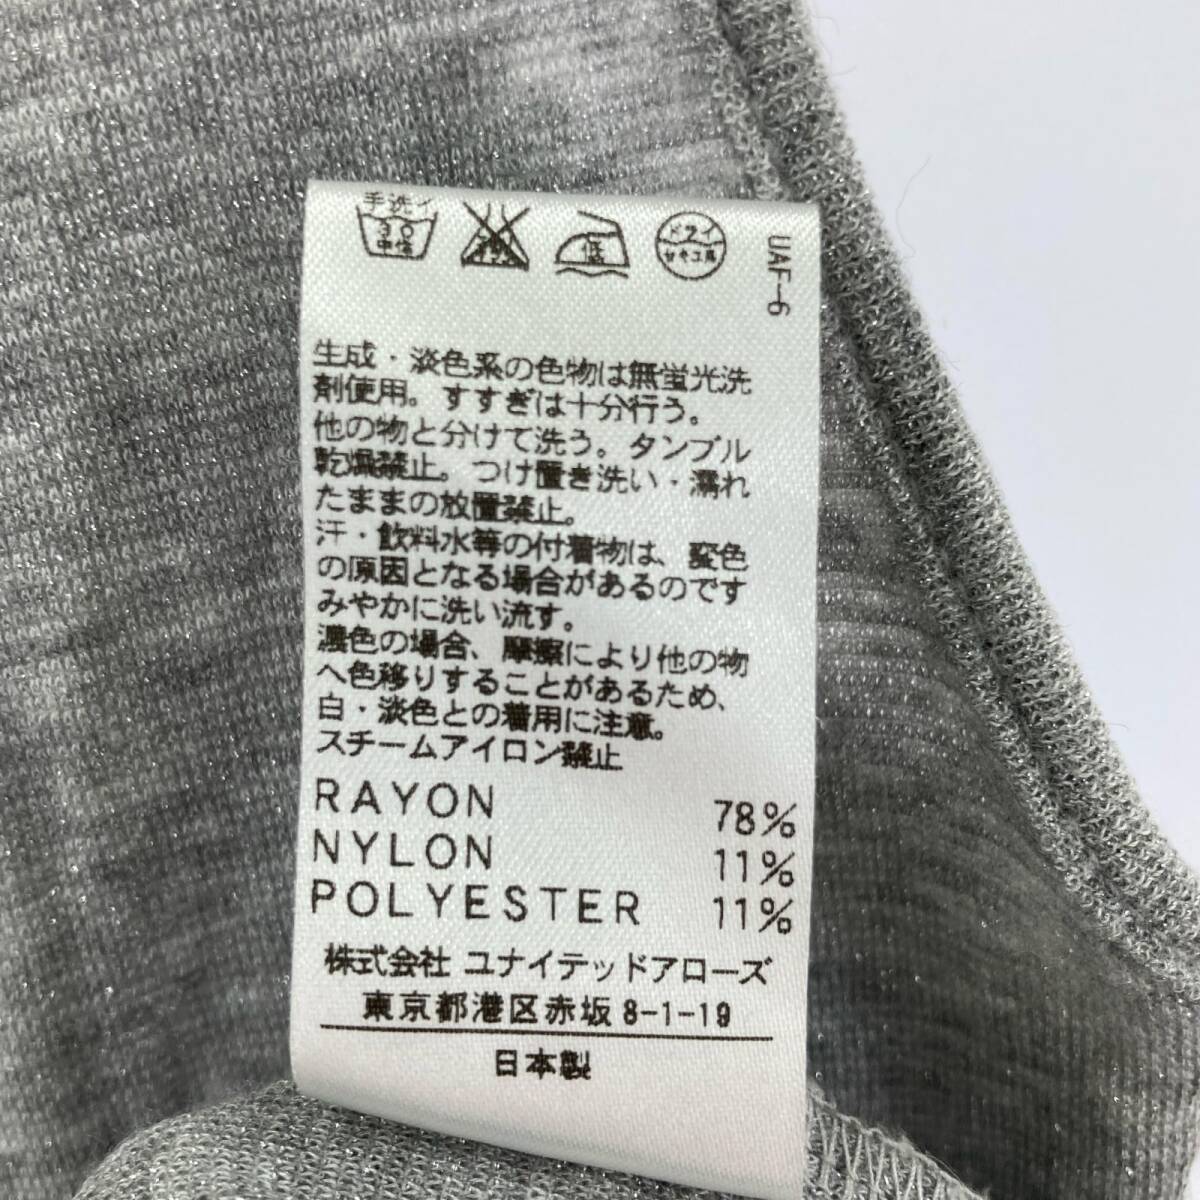 手洗イ
30
中性
低
ドライ
セキユ系
UAF-6
生成・淡色系の色物は無蛍光洗
剤使用。すすぎは十分行う。
他の物と分けて洗う。タンブル
乾燥禁止。つけ置き洗い・濡れ
たままの放置禁止。
汗・飲料水等の付着物は、変色
の原因となる場合があるのです
みやかに洗い流す。
濃色の場合、摩擦により他の物
へ色移りすることがあるため、
白・淡色との着用に注意。
スチームアイロン禁止
RAYON 78%
NYLON 11%
POLYESTER 11%
株式会社 ユナイテッドアローズ
東京都港区赤坂 8-1-19
日本製